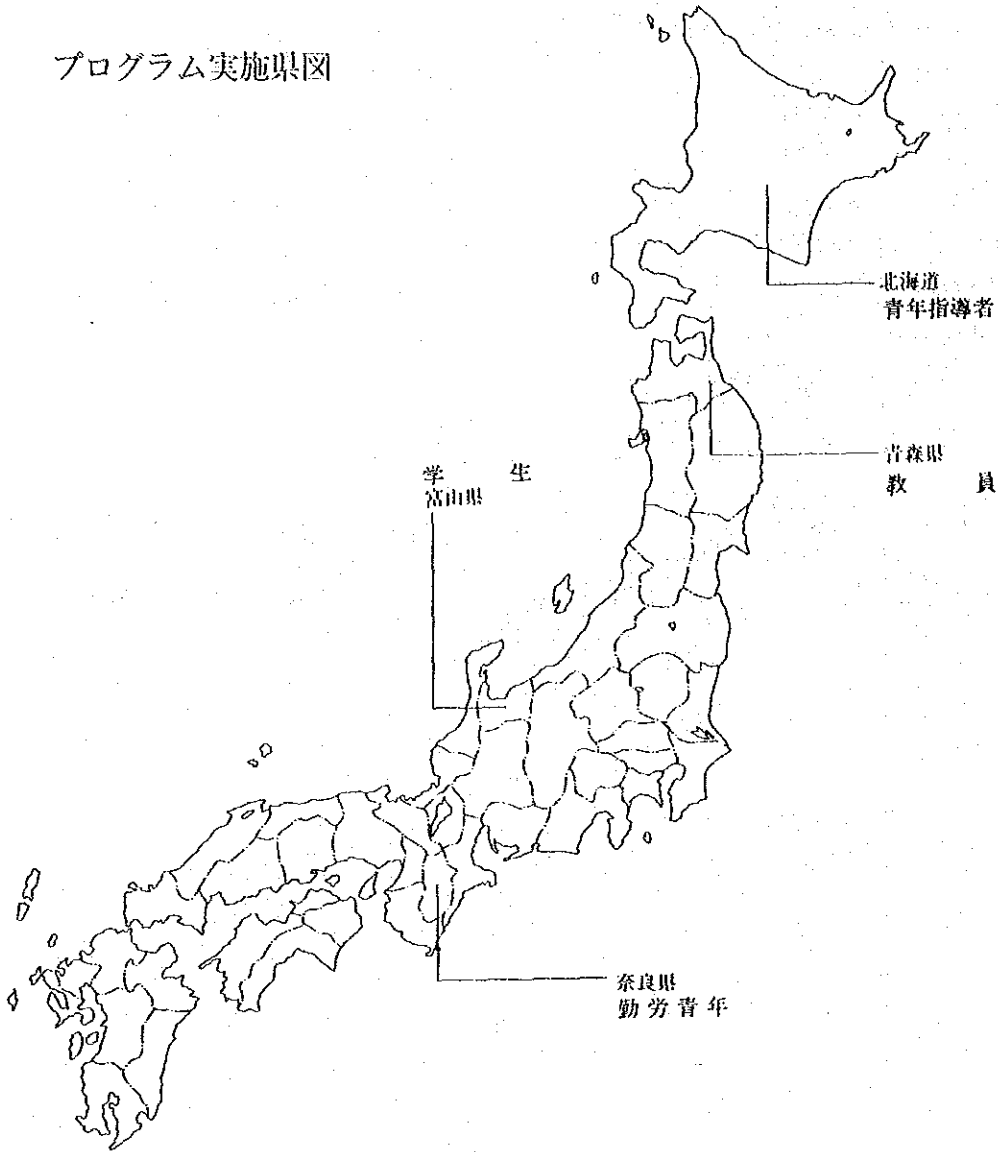 プログラム実施県図
北海道
青年指導者
青森県
教員
学生
富山県
奈良県
勤労青年